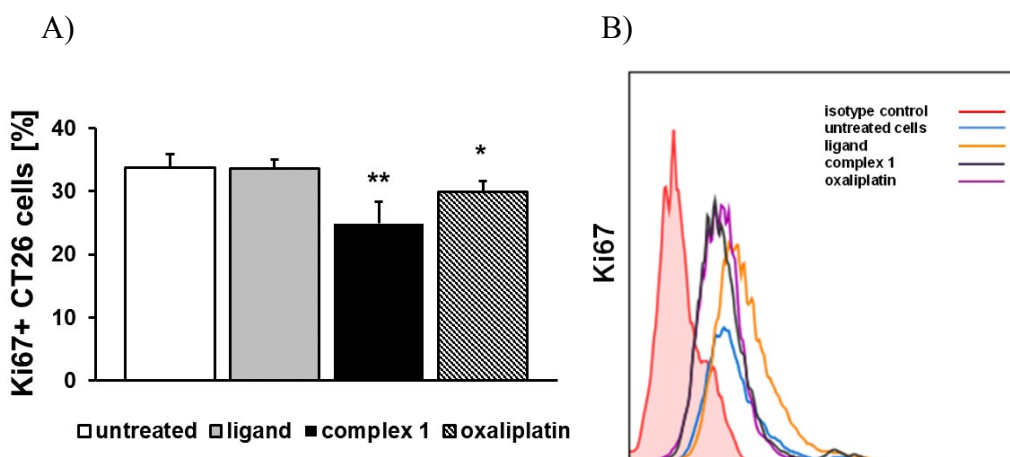 A)
Ki67+ CT26 cells [%]
40
30
20
10
0
**
*
untreated ligand complex 1 oxaliplatin
B)
Ki67
isotype control
untreated cells
ligand
complex 1
oxaliplatin